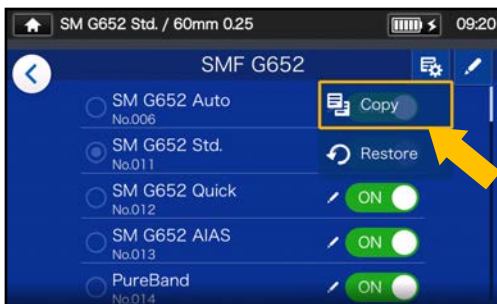 SM G652 Std. / 60mm 0.25
09:20
SMF G652
SM G652 Auto
No.006
Copy
SM G652 Std.
No.011
Restore
SM G652 Quick
No.012
ON
SM G652 AIAS
No.013
ON
PureBand
No.014
ON